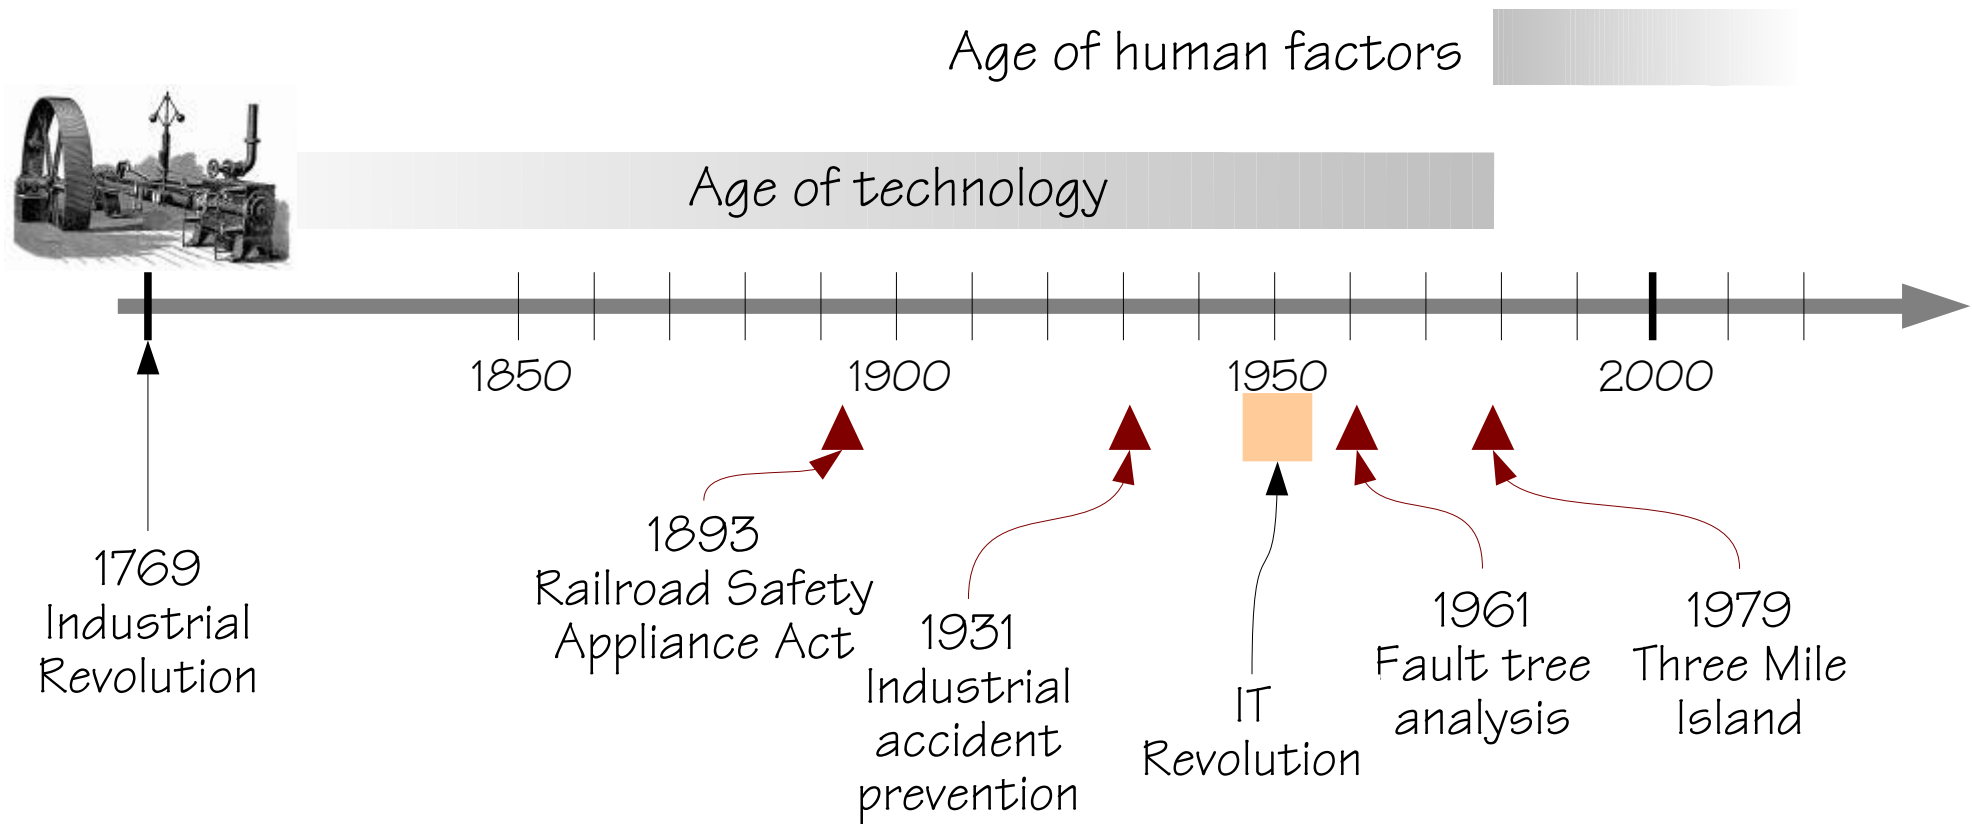 Age of human factors
Age of technology
1850
1900
1950
2000
1769
Industrial
Revolution
1893
Railroad Safety
Appliance Act
1931
Industrial
accident
prevention
IT
Revolution
1961
Fault tree
analysis
1979
Three Mile
Island